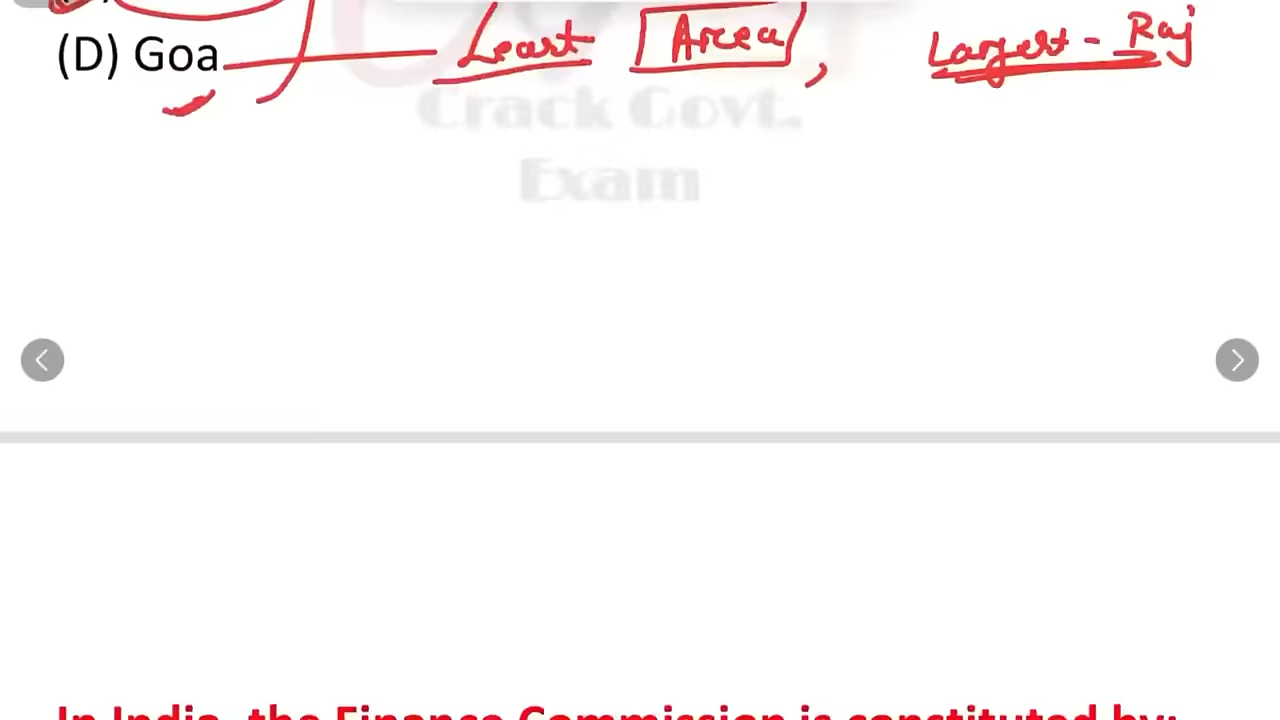 (D) Goa Least Area, Largest - Raj
Crack Govt.
Exam
In India, the Finance Commission is constituted by: